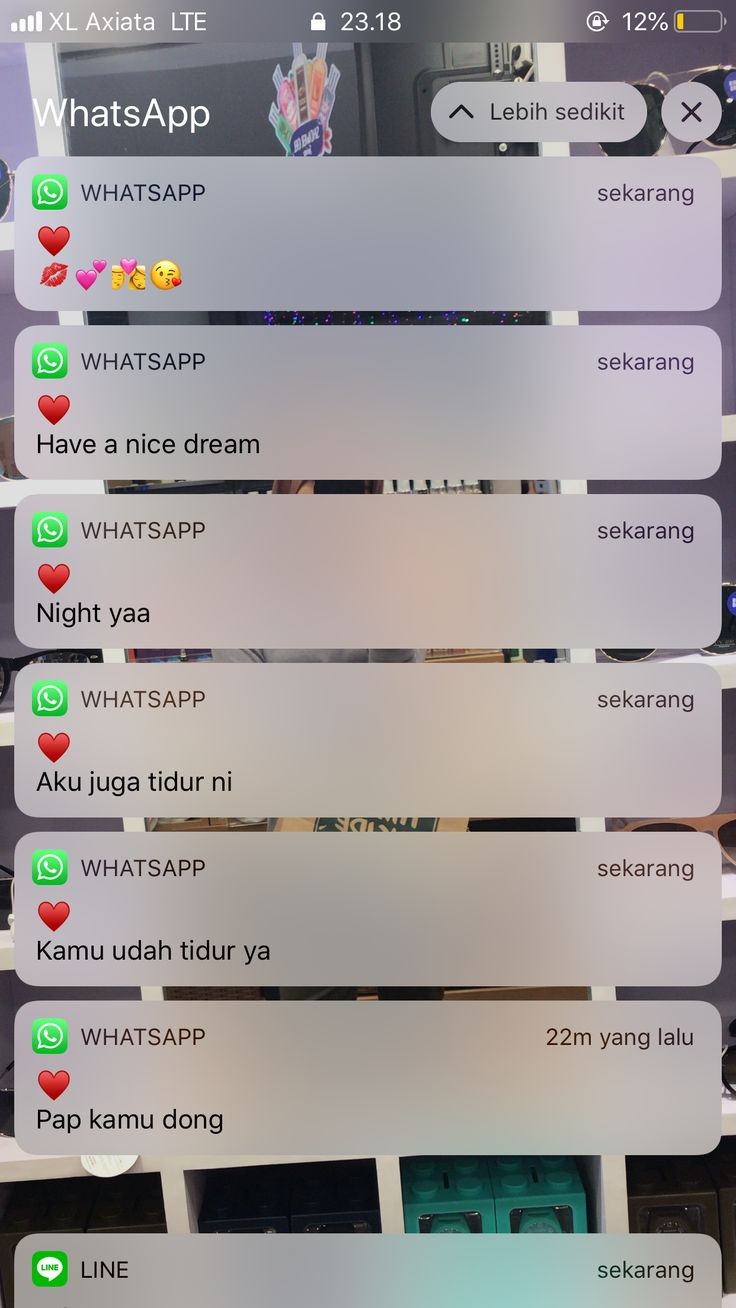 XL Axiata LTE 23.18 12%
WhatsApp
Lebih sedikit
WHATSAPP sekarang
♥️
💋💕💏😘
WHATSAPP sekarang
♥️
Have a nice dream
WHATSAPP sekarang
♥️
Night yaa
WHATSAPP sekarang
♥️
Aku juga tidur ni
WHATSAPP sekarang
♥️
Kamu udah tidur ya
WHATSAPP 22m yang lalu
♥️
Pap kamu dong
LINE LINE sekarang